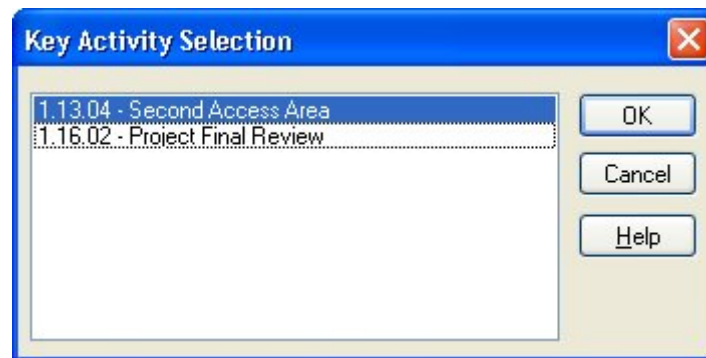 Key Activity Selection
1.13.04 - Second Access Area
1.16.02 - Project Final Review
OK
Cancel
Help